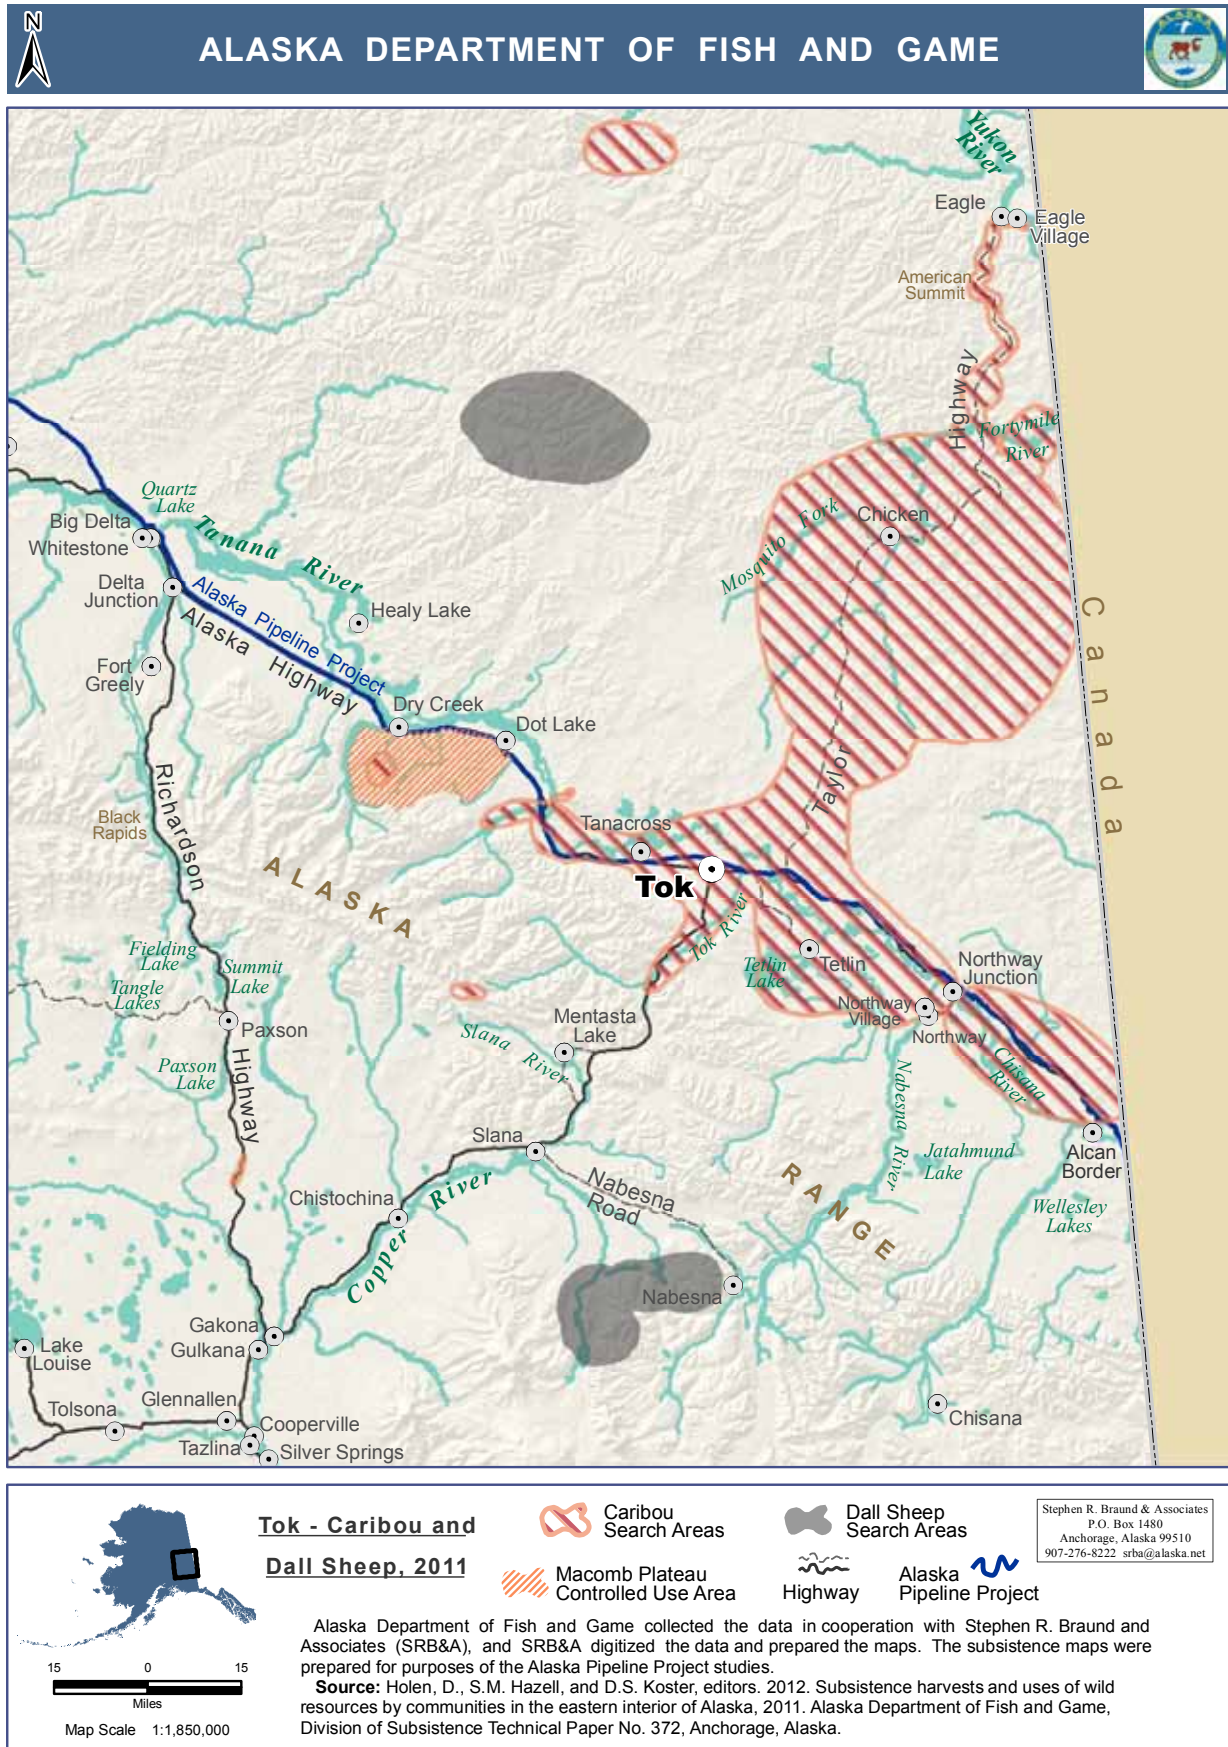 N
ALASKA DEPARTMENT OF FISH AND GAME
Yukon
River
Eagle
Eagle
Village
American
Summit
Highway
Fortymile
River
Quartz
Lake
Big Delta
Whitestone
Tanana River
Mosquito Fork
Chicken
Delta
Junction
Alaska Pipeline Project
Alaska Highway
Healy Lake
Canada
Fort
Greely
Dry Creek
Dot Lake
Richardson
Taylor
Black
Rapids
Tanacross
ALASKA
Tok
Tok River
Fielding
Lake
Tangle
Lakes
Summit
Lake
Tetlin
Lake
Tetlin
Northway
Junction
Northway
Village
Northway
Mentasta
Lake
Paxson
Slana River
Paxson
Lake
Highway
Chisana
River
Nabesna River
Slana
Jatahmund
Lake
Alcan
Border
Nabesna
Road
RANGE
Chistochina
Copper River
Wellesley
Lakes
Nabesna
Gakona
Gulkana
Lake
Louise
Glennallen
Tolsona
Cooperville
Tazlina
Silver Springs
Chisana
Tok - Caribou and
Dall Sheep, 2011
Caribou
Search Areas
Dall Sheep
Search Areas
Macomb Plateau
Controlled Use Area
Highway
Alaska
Pipeline Project
Stephen R. Braund & Associates
P.O. Box 1480
Anchorage, Alaska 99510
907-276-8222 srba@alaska.net
15 0 15
Miles
Map Scale 1:1,850,000
Alaska Department of Fish and Game collected the data in cooperation with Stephen R. Braund and
Associates (SRB&A), and SRB&A digitized the data and prepared the maps. The subsistence maps were
prepared for purposes of the Alaska Pipeline Project studies.
Source: Holen, D., S.M. Hazell, and D.S. Koster, editors. 2012. Subsistence harvests and uses of wild
resources by communities in the eastern interior of Alaska, 2011. Alaska Department of Fish and Game,
Division of Subsistence Technical Paper No. 372, Anchorage, Alaska.